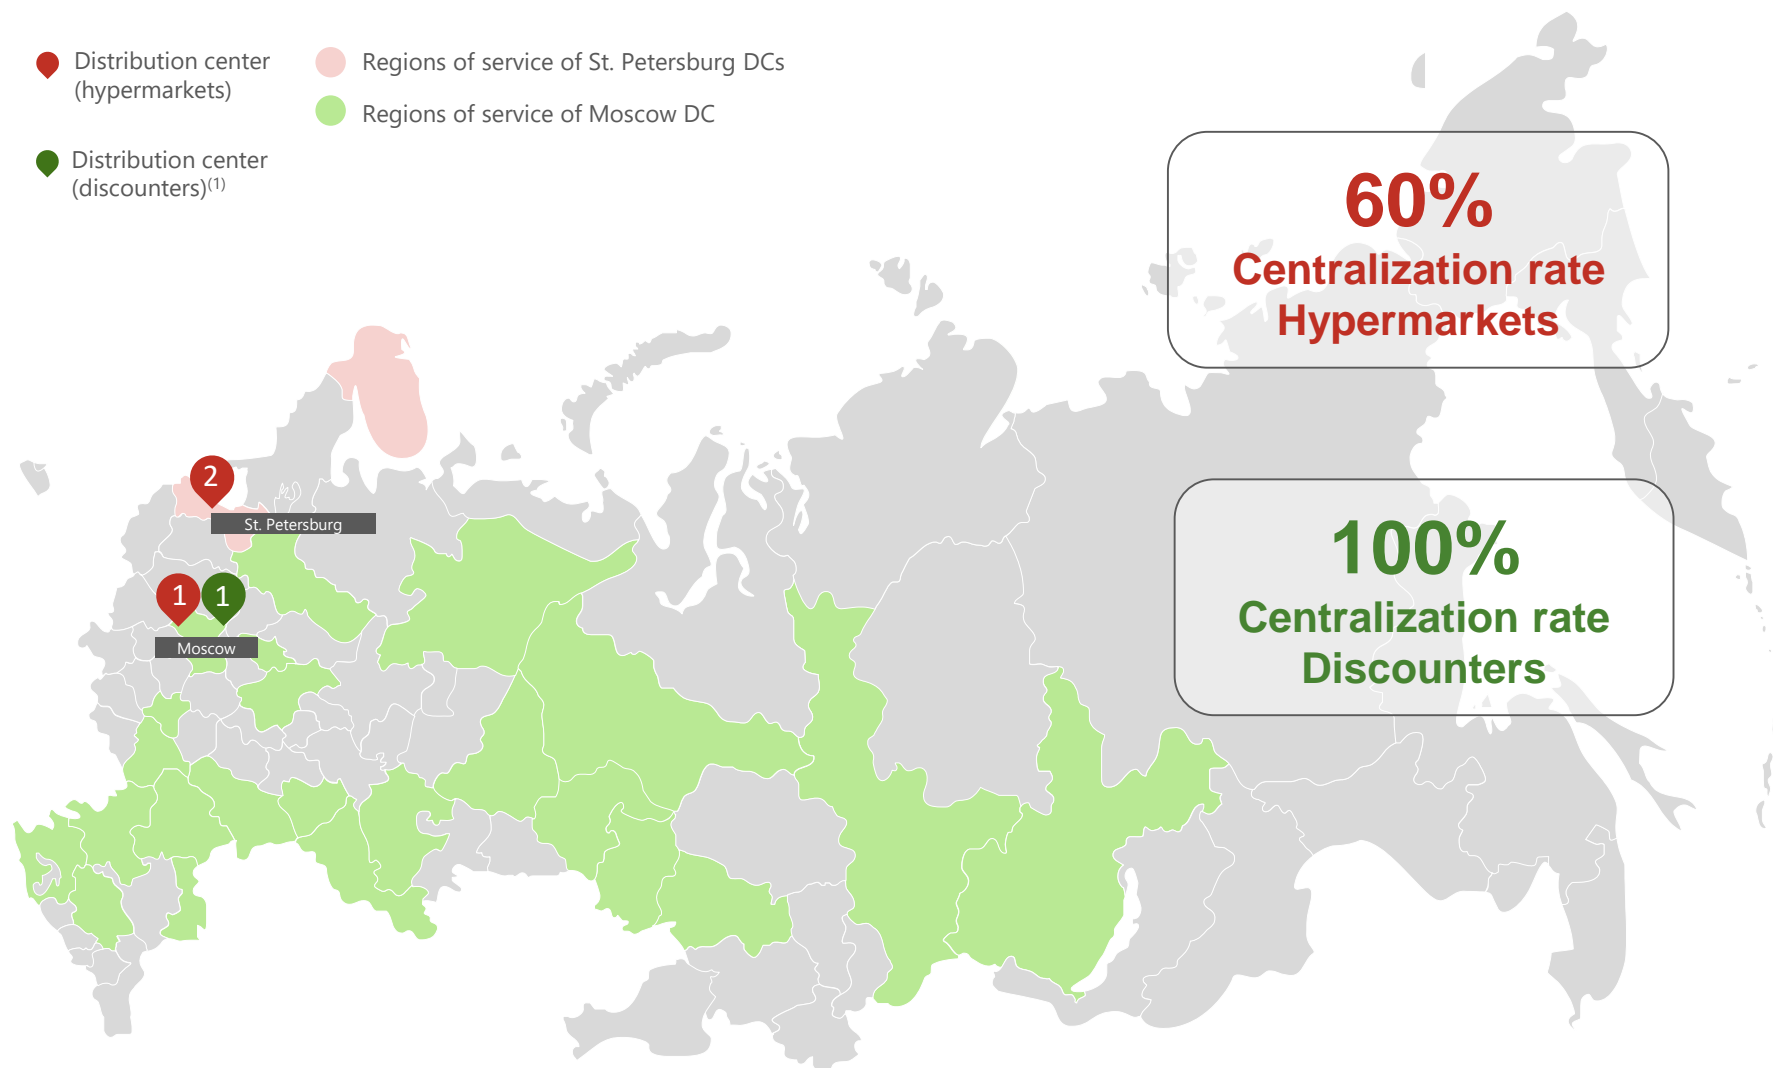 Distribution center
(hypermarkets)
Regions of service of St. Petersburg DCs
Regions of service of Moscow DC
Distribution center
(discounters)(1)
60%
Centralization rate
Hypermarkets
2
St. Petersburg
100%
Centralization rate
Discounters
1
1
Moscow